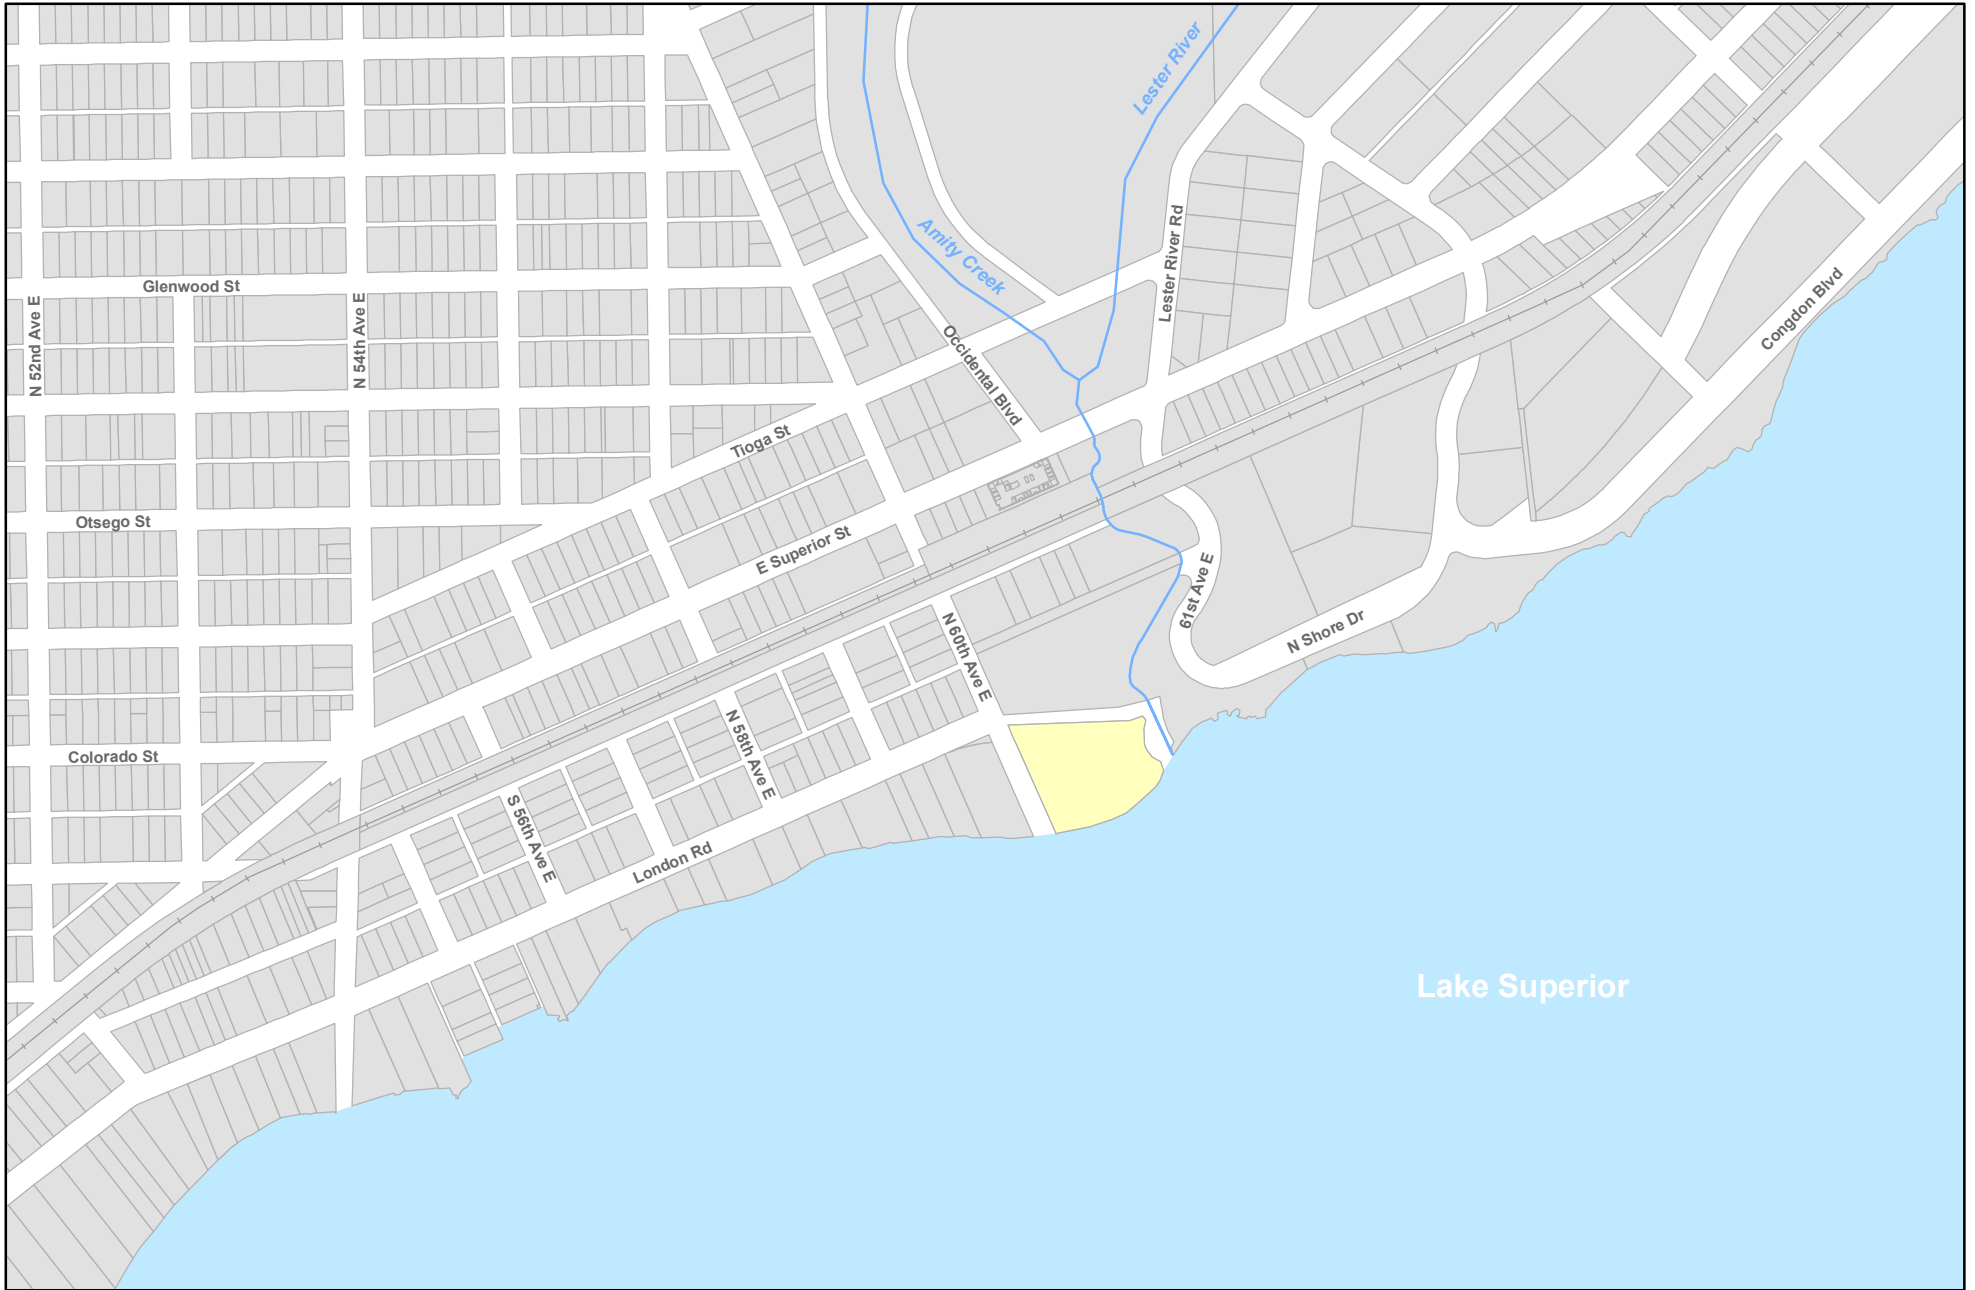 Lester River
Amity Creek
Lester River Rd
Glenwood St
N 52nd Ave E
N 54th Ave E
Occidental Blvd
Congdon Blvd
Tioga St
Otsego St
E Superior St
61st Ave E
N Shore Dr
N 60th Ave E
N 58th Ave E
Colorado St
S 56th Ave E
London Rd
Lake Superior